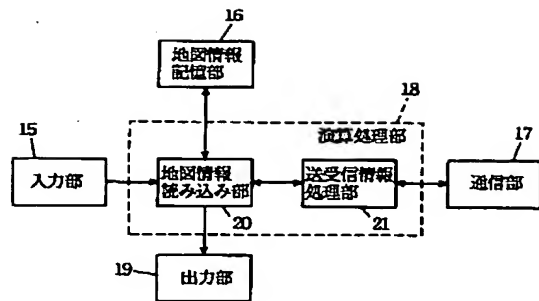 16
地図情報
記憶部
18
演算処理部
15
入力部
地図情報
読み込み部
20
送受信情報
処理部
21
17
通信部
19
出力部